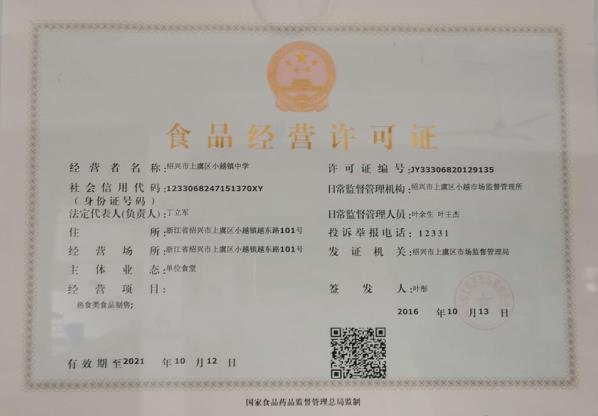 食品经营许可证
经营者名称:绍兴市上虞区小越镇中学
许可证编号:JY33306820129135
社会信用代码:1233068247151370XY
(身份证号码)
日常监督管理机构:绍兴市上虞区小越市场监督管理所
法定代表人(负责人):丁立军
日常监督管理人员:叶余生 叶王杰
住所:浙江省绍兴市上虞区小越镇越东路101号
投诉举报电话:12331
经营场所:浙江省绍兴市上虞区小越镇越东路101号
发证机关:绍兴市上虞区市场监督管理局
主体业态:单位食堂
经营项目:
签发人:叶彤
热食类食品制售;
2016 年10 月13 日
有效期至2021 年 10 月 12 日
国家食品药品监督管理总局监制